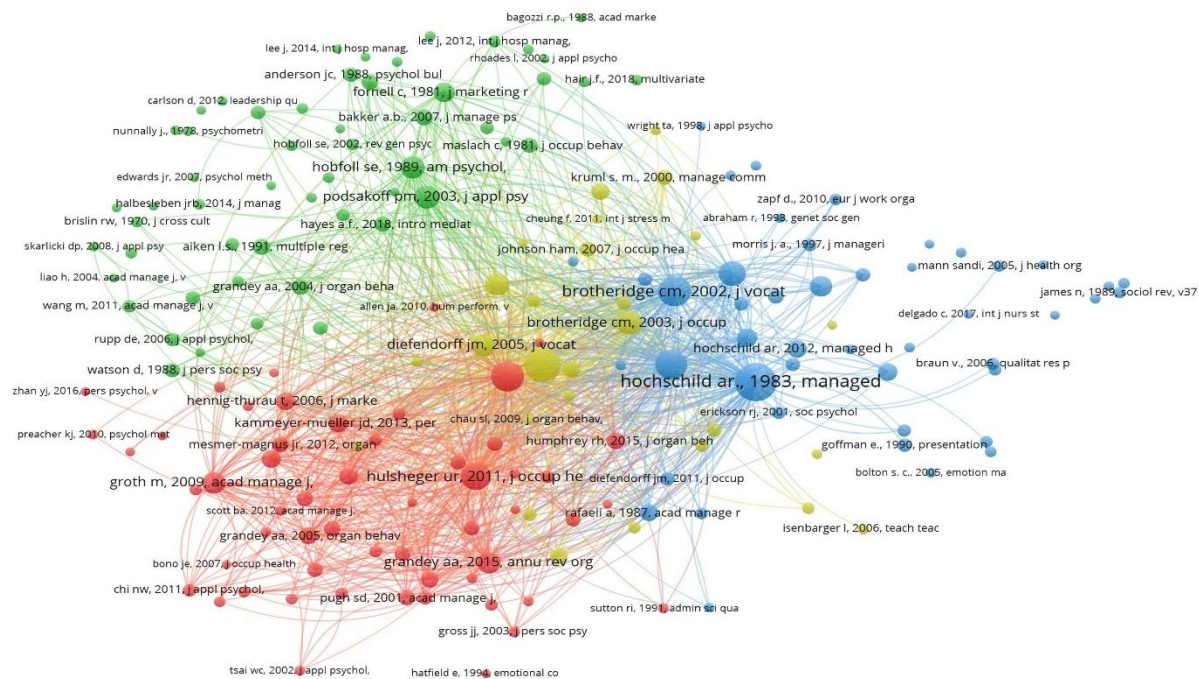 bagozzi r.p., 1988, acad marke
lee j, 2012, int j hosp manag,
lee j. 2014, int j hosp manag,
rhoades l, 2002, j appl psycho
anderson jc, 1988, psychol bul
hair j.f., 2018, multivariate
fornell c, 1981, j marketing r
carlson d, 2012, leadership qu
bakker a.b., 2007, j manage ps
wright ta, 1998, j appl psycho
nunnally j., 1978, psychometri
maslach c, 1981, j occup behav
hobfoll se, 2002, rev gen psyc
hobfoll se, 1989, am psychol,
edwards jr, 2007, psychol meth
kruml s. m., 2000, manage comm
halbesleben jrb, 2014, j manag
podsakoff pm, 2003, j appl psy
zapf d., 2010, eur j work orga
brislin rw, 1970, j cross cult
cheung f, 2011, int j stress m
abraham r, 1998, genet soc gen
hayes a.f., 2018, intro mediat
skarlicki dp, 2008, j appl psy
aiken l.s., 1991, multiple reg
johnson ham, 2007, j occup hea
morris j. a., 1997, j manageri
mann sandi, 2005, j health org
liao h, 2004, acad manage j, v
grandey aa, 2004, j organ beha
brotheridge cm, 2002, j vocat
james n, 1989, sociol rev, v37
wang m, 2011, acad manage j, v
allen ja. 2010, hum perform, v
delgado c, 2017, int j nurs st
brotheridge cm, 2003, j occup
rupp de, 2006, j appl psychol,
diefendorff jm, 2005, j vocat
hochschild ar, 2012, managed h
watson d, 1988, j pers soc psy
braun v., 2006, qualitat res p
hochschild ar., 1983, managed
zhan yj, 2016, pers psychol, v
hennig-thurau t, 2006, j marke
chau sl, 2009, j organ behav,
erickson rj, 2001, soc psychol
kammeyer-mueller jd, 2013, per
preacher kj, 2010, psychol met
humphrey rh, 2015, j organ beh
goffman e., 1990, presentation
mesmer-magnus jr, 2012, organ
bolton s. c., 2005, emotion ma
hulsheger ur, 2011, j occup he
diefendorff jm, 2011, j occup
groth m, 2009, acad manage j,
rafaeli a, 1987, acad manage r
scott ba, 2012, acad manage j.
isenbarger l, 2006, teach teac
grandey aa, 2005, organ behav
bono je, 2007, j occup health
grandey aa, 2015, annu rev org
chi nw, 2011, j appl psychol,
pugh sd, 2001, acad manage j,
sutton ri, 1991, admin sci qua
gross jj, 2003, j pers soc psy
tsai wc, 2002, j appl psychol,
hatfield e, 1994, emotional co